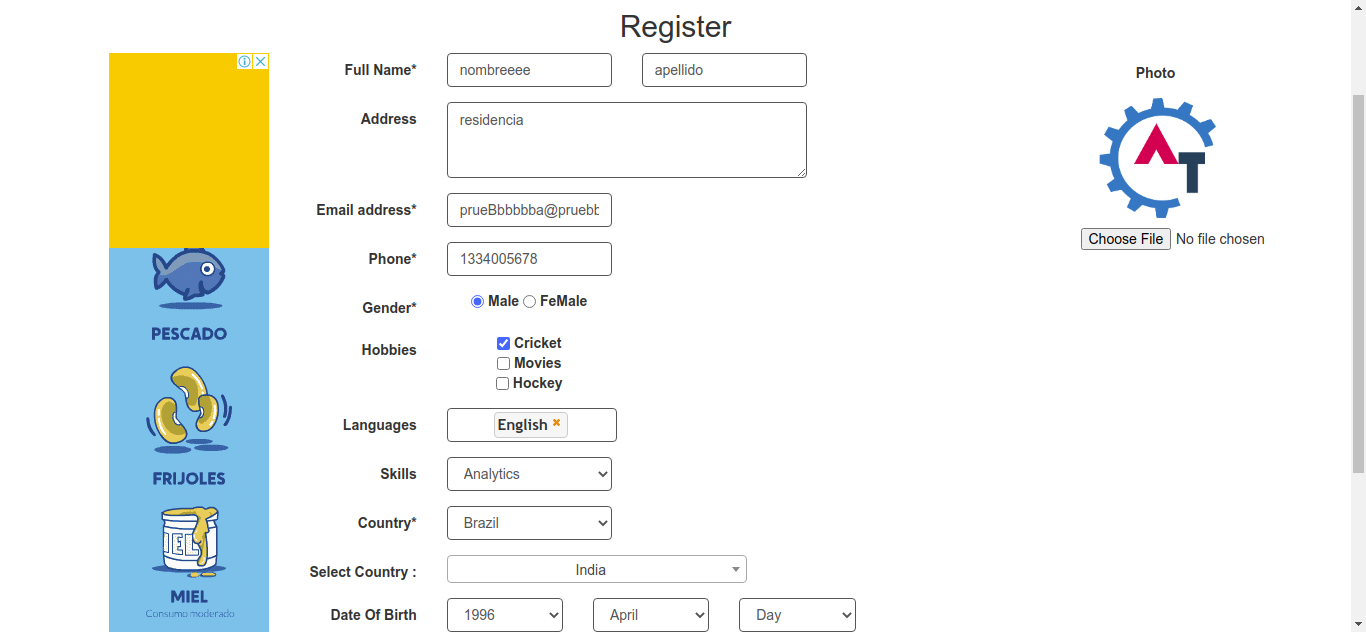 Register
Full Name*
nombreeee
apellido
Address
residencia
Email address*
prueBbbbbba@pruebb
Phone*
1334005678
Gender*
Male
FeMale
Hobbies
Cricket
Movies
Hockey
Languages
English
Skills
Analytics
Country*
Brazil
Select Country :
India
Date Of Birth
1996
April
Day
Photo
AT
Choose File No file chosen
PESCADO
FRIJOLES
IEL
MIEL
Consumo moderado